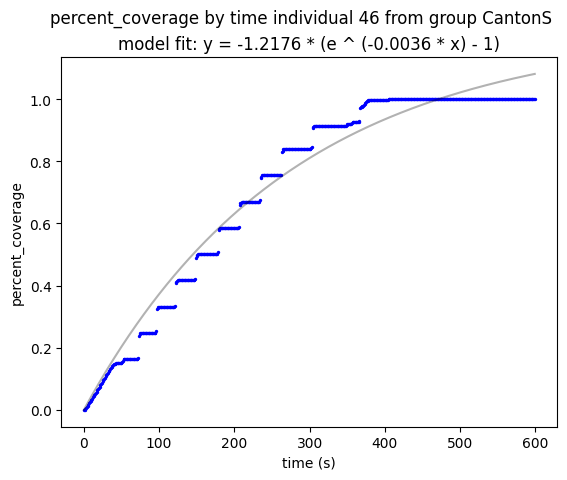 percent_coverage by time individual 46 from group CantonS
model fit: y = -1.2176 * (e ^ (-0.0036 * x) - 1)
1.0
0.8
0.6
0.4
0.2
0.0
percent_coverage
0 100 200 300 400 500 600
time (s)